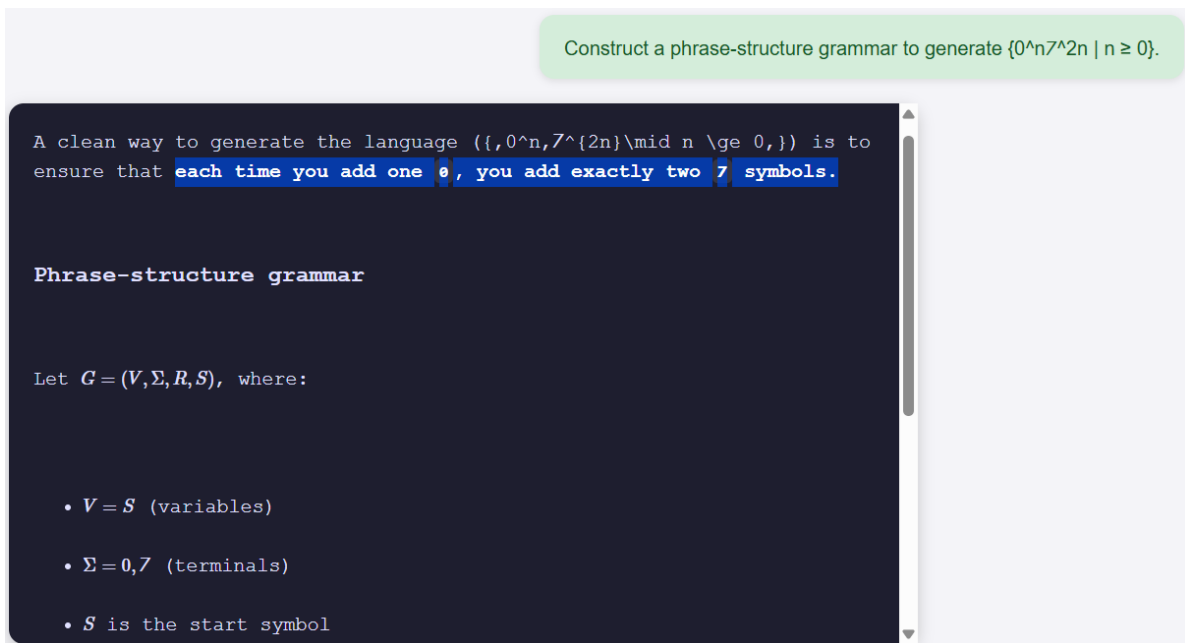 Construct a phrase-structure grammar to generate {0^n7^2n | n ≥ 0}.
A clean way to generate the language ({,0^n,7^{2n}\mid n \ge 0,}) is to
ensure that each time you add one 0, you add exactly two 7 symbols.
Phrase-structure grammar
Let G = (V, Σ, R, S), where:
• V = S (variables)
• Σ = 0, 7 (terminals)
• S is the start symbol